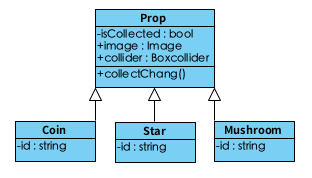 Prop
-isCollected : bool
+image : Image
+collider : Boxcollider
+collectChang()
Coin
-id : string
Star
-id : string
Mushroom
-id : string